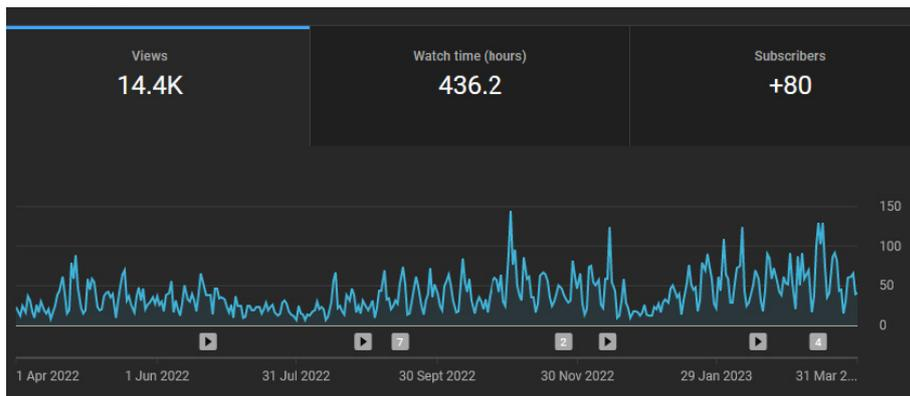 Views
14.4K
Watch time (hours)
436.2
Subscribers
+80
150
100
50
0
7
2
4
1 Apr 2022
1 Jun 2022
31 Jul 2022
30 Sept 2022
30 Nov 2022
29 Jan 2023
31 Mar 2...